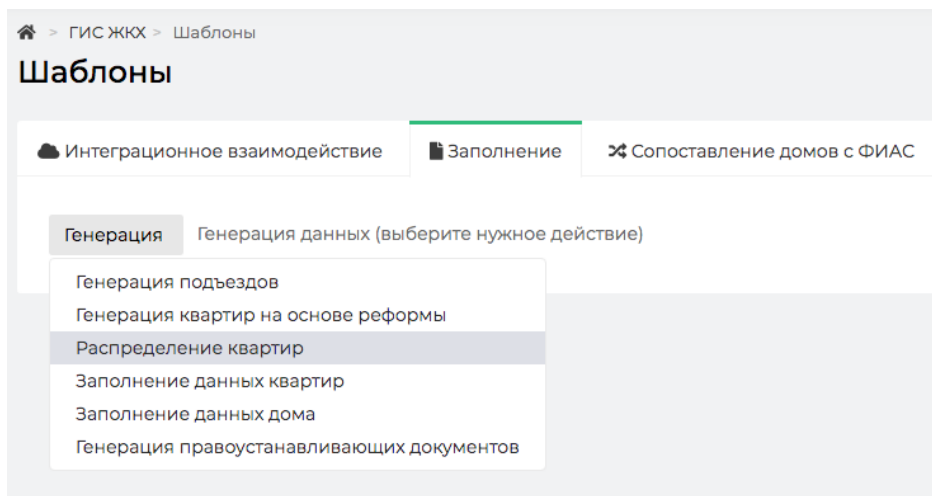 > ГИС ЖКХ > Шаблоны
Шаблоны
Интеграционное взаимодействие Заполнение Сопоставление домов с ФИАС
Генерация Генерация данных (выберите нужное действие)
Генерация подъездов
Генерация квартир на основе реформы
Распределение квартир
Заполнение данных квартир
Заполнение данных дома
Генерация правоустанавливающих документов